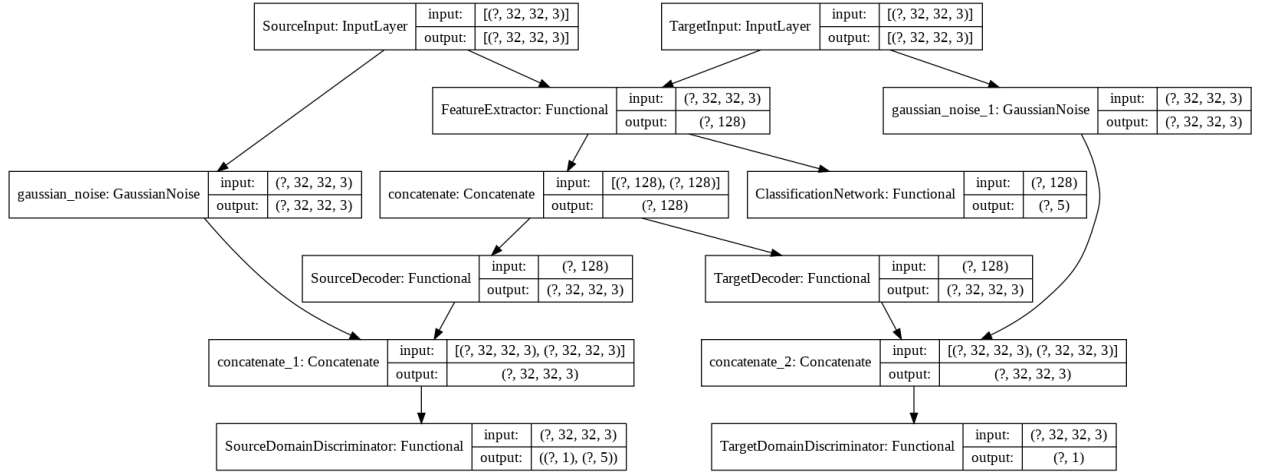 SourceInput: InputLayer
input:
[(?, 32, 32, 3)]
output:
[(?, 32, 32, 3)]
TargetInput: InputLayer
input:
[(?, 32, 32, 3)]
output:
[(?, 32, 32, 3)]
FeatureExtractor: Functional
input:
(?, 32, 32, 3)
output:
(?, 128)
gaussian_noise_1: GaussianNoise
input:
(?, 32, 32, 3)
output:
(?, 32, 32, 3)
gaussian_noise: GaussianNoise
input:
(?, 32, 32, 3)
output:
(?, 32, 32, 3)
concatenate: Concatenate
input:
[(?, 128), (?, 128)]
output:
(?, 128)
ClassificationNetwork: Functional
input:
(?, 128)
output:
(?, 5)
SourceDecoder: Functional
input:
(?, 128)
output:
(?, 32, 32, 3)
TargetDecoder: Functional
input:
(?, 128)
output:
(?, 32, 32, 3)
concatenate_1: Concatenate
input:
[(?, 32, 32, 3), (?, 32, 32, 3)]
output:
(?, 32, 32, 3)
concatenate_2: Concatenate
input:
[(?, 32, 32, 3), (?, 32, 32, 3)]
output:
(?, 32, 32, 3)
SourceDomainDiscriminator: Functional
input:
(?, 32, 32, 3)
output:
((?, 1), (?, 5))
TargetDomainDiscriminator: Functional
input:
(?, 32, 32, 3)
output:
(?, 1)